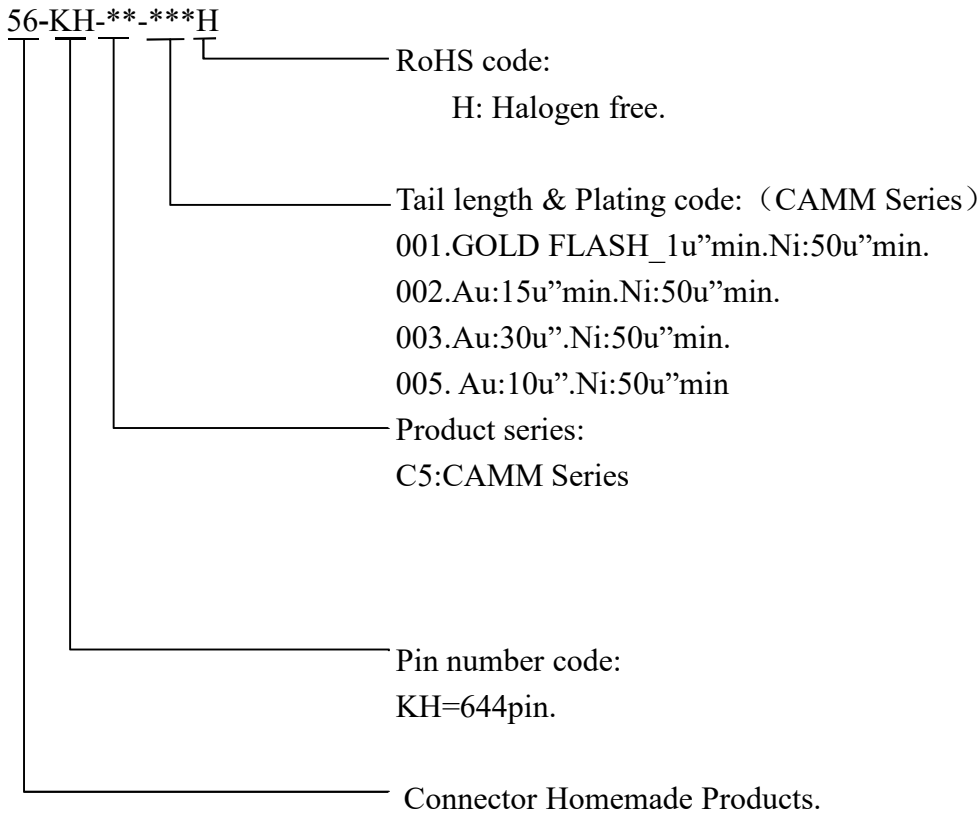 56-KH-**-***H
RoHS code:
H: Halogen free.
Tail length & Plating code:（CAMM Series）
001.GOLD FLASH_1u”min.Ni:50u”min.
002.Au:15u”min.Ni:50u”min.
003.Au:30u”.Ni:50u”min.
005. Au:10u”.Ni:50u”min
Product series:
C5:CAMM Series
Pin number code:
KH=644pin.
Connector Homemade Products.